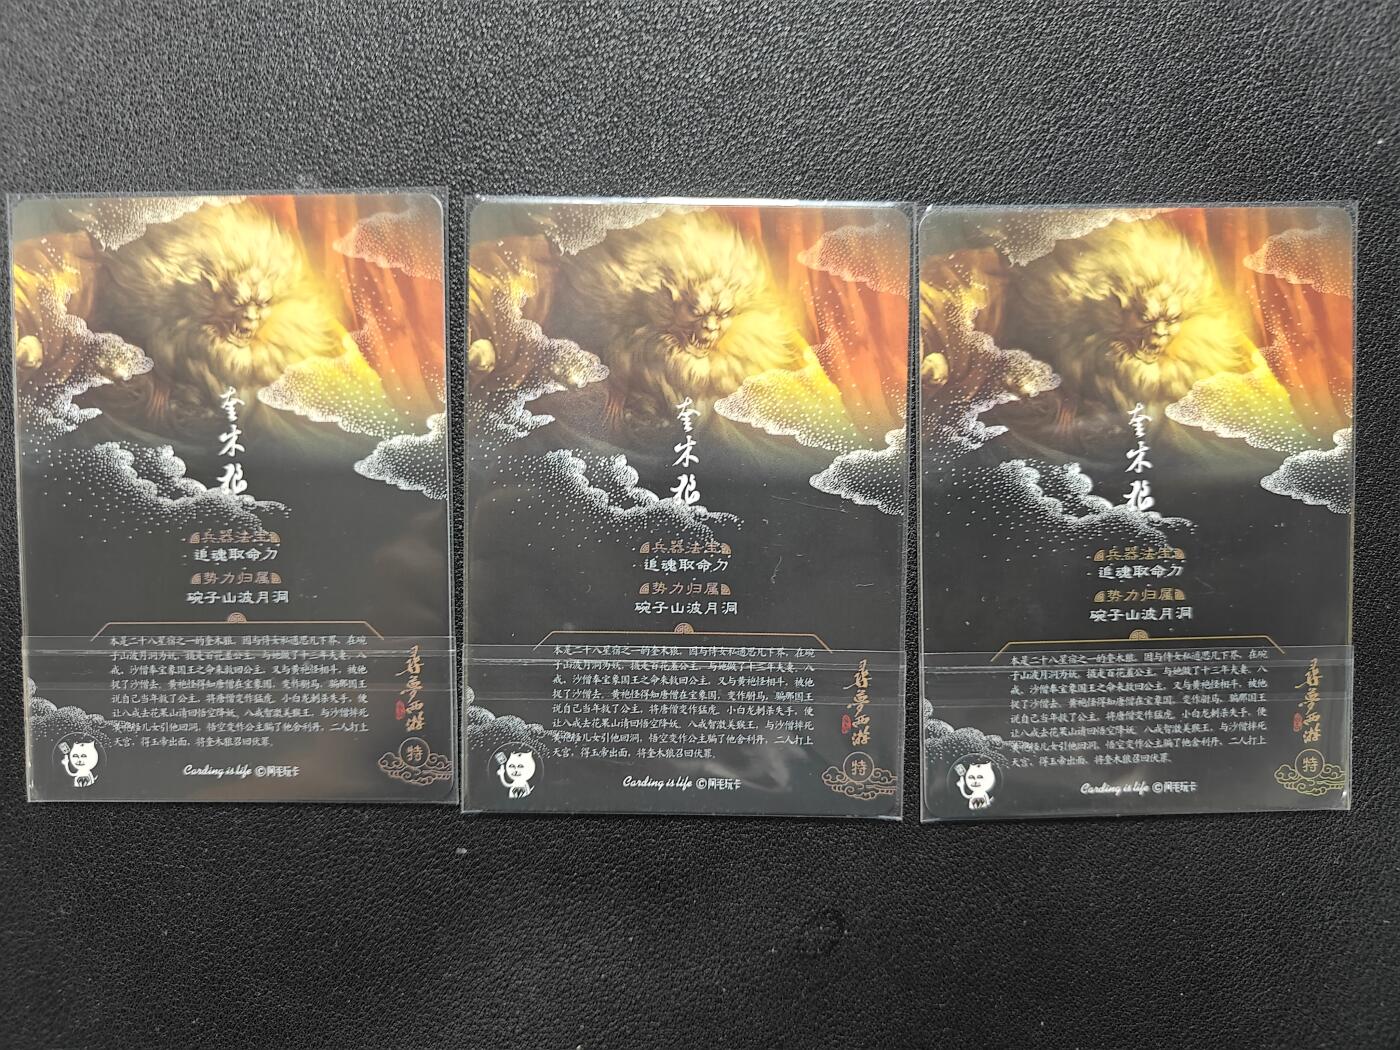 奎木狼
兵器法宝
追魂取命刀
势力归属
碗子山波月洞
本是二十八星宿之一的奎木狼，因与侍女私通思凡下界，在碗
子山波月洞为妖，掳走百花羞公主，与她做了十三年夫妻，八
戒、沙僧奉宝象国王之命来救回公主，又与黄袍怪相斗，被他
捉了沙僧去，黄袍怪得知唐僧在宝象国，变作驸马，骗那国王
说自己当年救了公主，将唐僧变作猛虎，小白龙刺杀失手，便
让八戒去花果山请回悟空降妖，八戒智激美猴王，与沙僧摔死
黄袍怪儿女引他回洞，悟空变作公主骗了他舍利丹，二人打上
天宫，得玉帝出面，将奎木狼召回伏罪。
寻梦西游
特
Carding is life ©阿毛玩卡
奎木狼
兵器法宝
追魂取命刀
势力归属
碗子山波月洞
本是二十八星宿之一的奎木狼，因与侍女私通思凡下界，在碗
子山波月洞为妖，掳走百花羞公主，与她做了十三年夫妻，八
戒、沙僧奉宝象国王之命来救回公主，又与黄袍怪相斗，被他
捉了沙僧去，黄袍怪得知唐僧在宝象国，变作驸马，骗那国王
说自己当年救了公主，将唐僧变作猛虎，小白龙刺杀失手，便
让八戒去花果山请回悟空降妖，八戒智激美猴王，与沙僧摔死
黄袍怪儿女引他回洞，悟空变作公主骗了他舍利丹，二人打上
天宫，得玉帝出面，将奎木狼召回伏罪。
寻梦西游
特
Carding is life ©阿毛玩卡
奎木狼
兵器法宝
追魂取命刀
势力归属
碗子山波月洞
本是二十八星宿之一的奎木狼，因与侍女私通思凡下界，在碗
子山波月洞为妖，掳走百花羞公主，与她做了十三年夫妻，八
戒、沙僧奉宝象国王之命来救回公主，又与黄袍怪相斗，被他
捉了沙僧去，黄袍怪得知唐僧在宝象国，变作驸马，骗那国王
说自己当年救了公主，将唐僧变作猛虎，小白龙刺杀失手，便
让八戒去花果山请回悟空降妖，八戒智激美猴王，与沙僧摔死
黄袍怪儿女引他回洞，悟空变作公主骗了他舍利丹，二人打上
天宫，得玉帝出面，将奎木狼召回伏罪。
寻梦西游
特
Carding is life ©阿毛玩卡